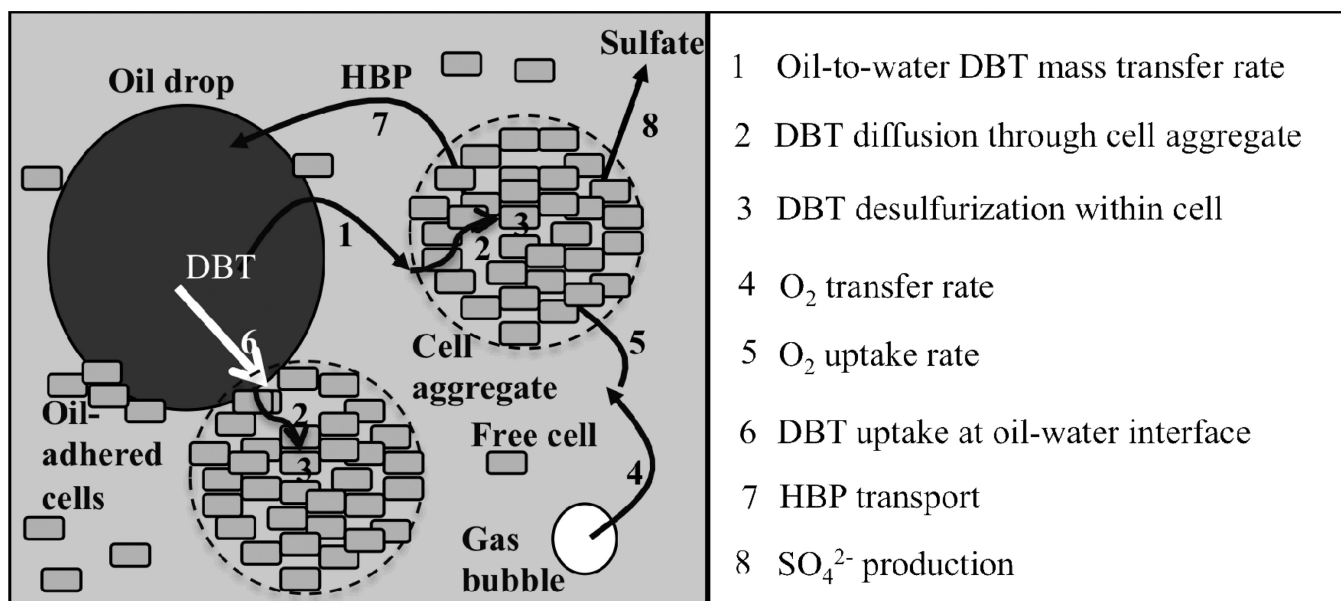 Sulfate
Oil drop
HBP
7
8
1
3
2
DBT
6
5
Cell
aggregate
Oil-
adhered
cells
2
3
Free cell
4
Gas
bubble
1 Oil-to-water DBT mass transfer rate
2 DBT diffusion through cell aggregate
3 DBT desulfurization within cell
4 O₂ transfer rate
5 O₂ uptake rate
6 DBT uptake at oil-water interface
7 HBP transport
8 SO₄²⁻ production